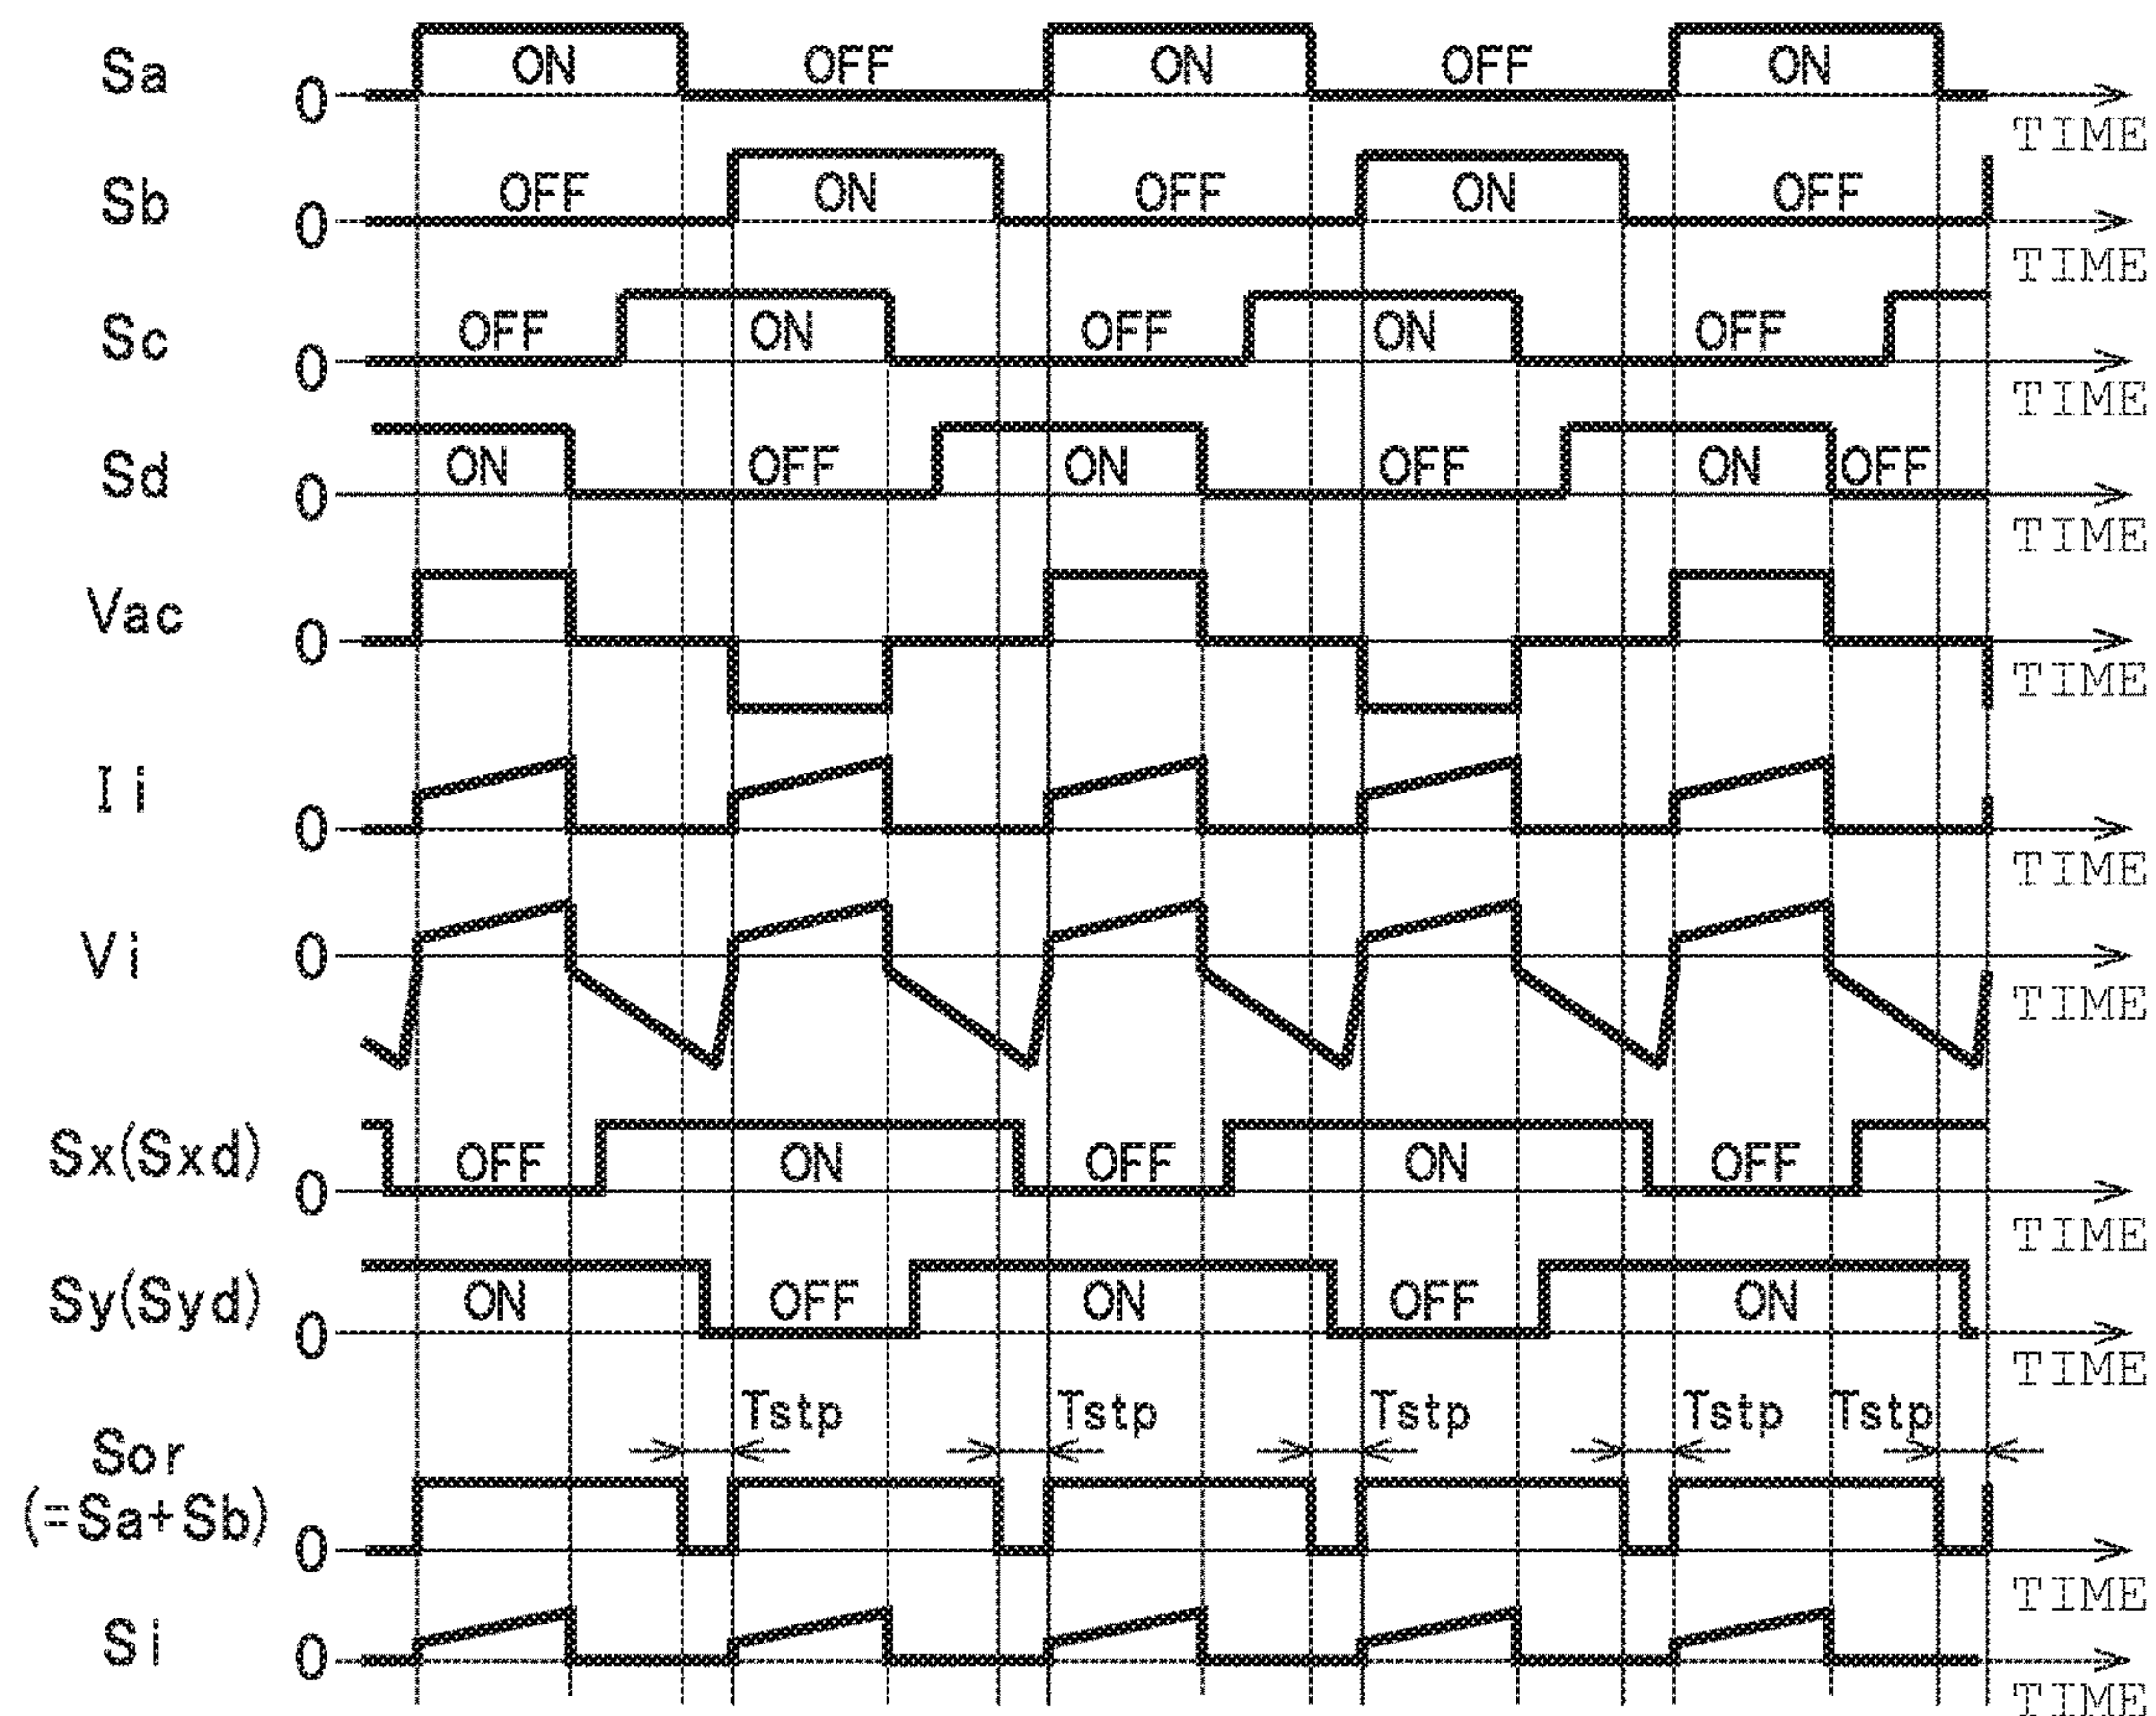 Sa 0 ON OFF ON OFF ON
TIME
Sb 0 OFF ON OFF ON OFF
TIME
Sc 0 OFF ON OFF ON OFF
TIME
Sd 0 ON OFF ON OFF ON OFF
TIME
Vac 0
TIME
Ii 0
TIME
Vi 0
TIME
Sx(Sxd) 0 OFF ON OFF ON OFF
TIME
Sy(Syd) 0 ON OFF ON OFF ON
TIME
Tstp Tstp Tstp Tstp Tstp
Sor
(=Sa+Sb) 0
TIME
Si 0
TIME